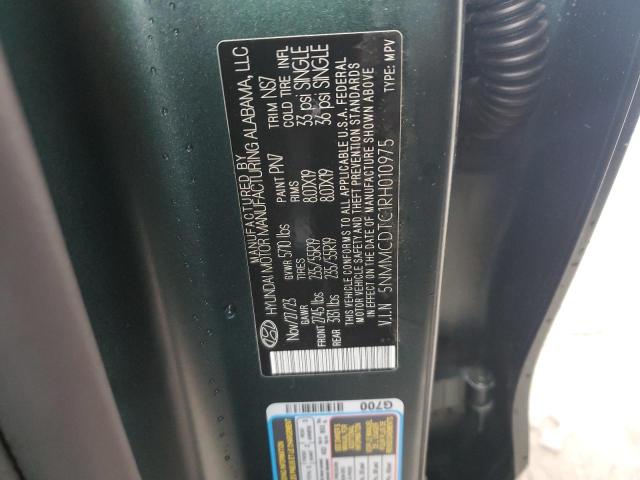 MANUFACTURED BY
HYUNDAI MOTOR MANUFACTURING ALABAMA, LLC
Nov/27/23 GVWR 5710 lbs PAINT PN7 TRIM NS7
GAWR TIRES RIMS COLD TIRE INFL
FRONT 2745 lbs 235/55R19 8.0JX19 33 psi SINGLE
REAR 3131 lbs 235/55R19 8.0JX19 36 psi SINGLE
THIS VEHICLE CONFORMS TO ALL APPLICABLE U.S.A. FEDERAL
MOTOR VEHICLE SAFETY AND THEFT PREVENTION STANDARDS
IN EFFECT ON THE DATE OF MANUFACTURE SHOWN ABOVE
V.I.N 5NMMCDTC1RH010975 TYPE: MPV
G700